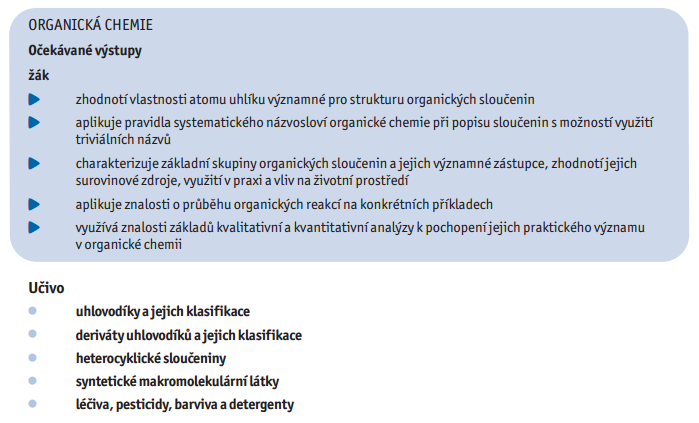 ORGANICKÁ CHEMIE
Očekávané výstupy
žák
zhodnotí vlastnosti atomu uhlíku významné pro strukturu organických sloučenin
aplikuje pravidla systematického názvosloví organické chemie při popisu sloučenin s možností využití
triviálních názvů
charakterizuje základní skupiny organických sloučenin a jejich významné zástupce, zhodnotí jejich
surovinové zdroje, využití v praxi a vliv na životní prostředí
aplikuje znalosti o průběhu organických reakcí na konkrétních příkladech
využívá znalosti základů kvalitativní a kvantitativní analýzy k pochopení jejich praktického významu
v organické chemii
Učivo
uhlovodíky a jejich klasifikace
deriváty uhlovodíků a jejich klasifikace
heterocyklické sloučeniny
syntetické makromolekulární látky
léčiva, pesticidy, barviva a detergenty